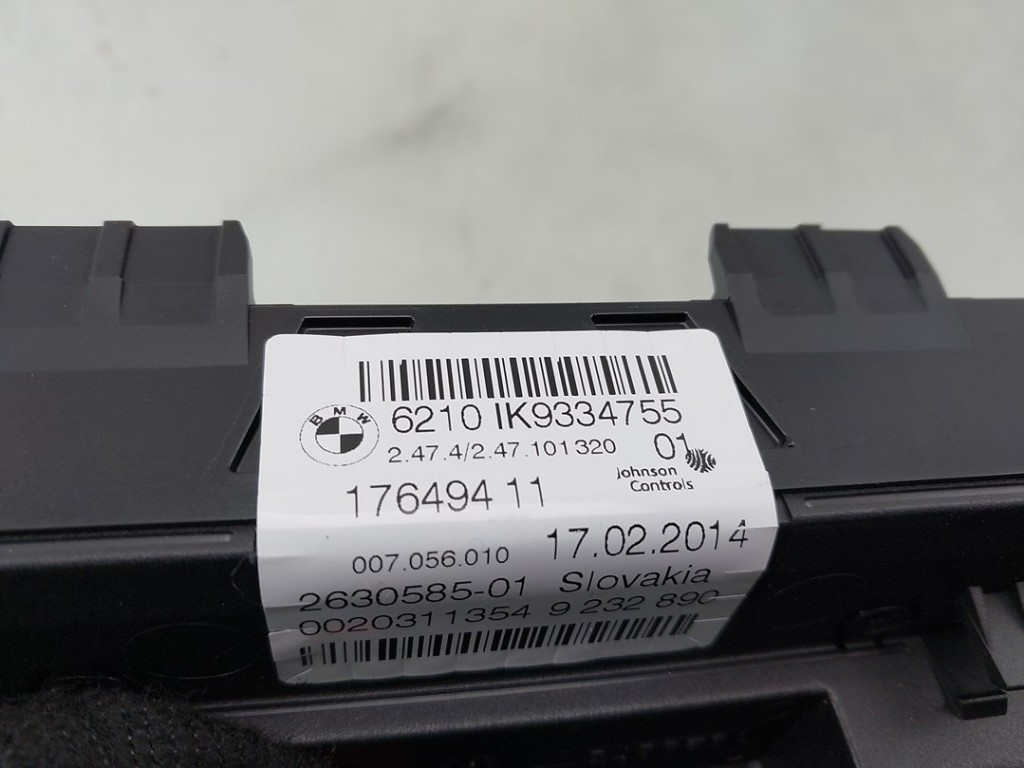 BMW
6210 IK9334755
2.47.4/2.47.101320 01
Johnson
Controls
176494 11
007.056.010 17.02.2014
2630585-01 Slovakia
0020311354 9 232 890